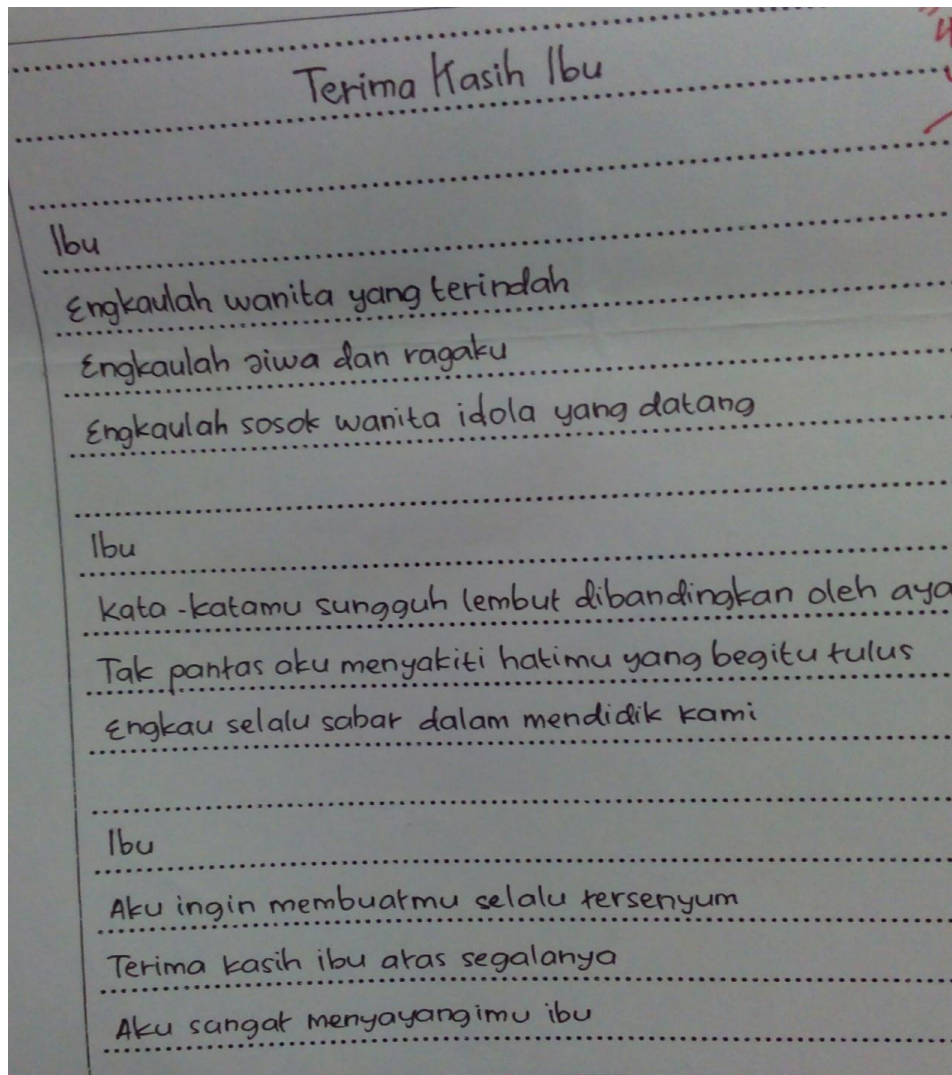 Terima Kasih Ibu
Ibu
Engkaulah wanita yang terindah
Engkaulah jiwa dan ragaku
Engkaulah sosok wanita idola yang datang
Ibu
Kata-katamu sungguh lembut dibandingkan oleh aya
Tak pantas aku menyakiti hatimu yang begitu tulus
Engkau selalu sabar dalam mendidik kami
Ibu
Aku ingin membuatmu selalu tersenyum
Terima kasih ibu atas segalanya
Aku sangat menyayangimu ibu